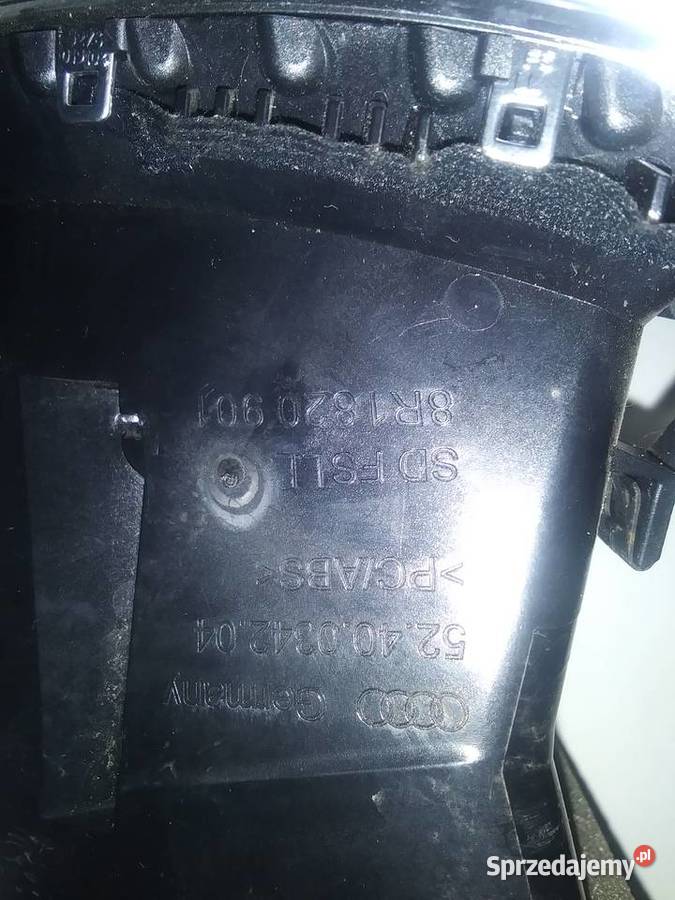 Germany
52.40.0342.04
>PC/ABS<
SD FSLL
8R1 820 901
Sprzedajemy.pl